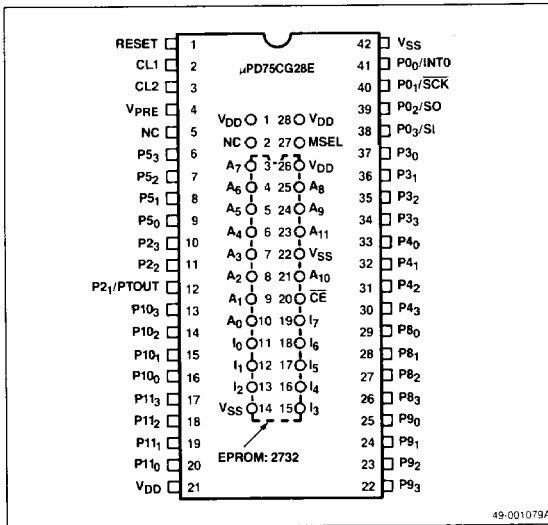 µPD75CG28E
RESET 1 42 VSS
CL1 2 41 P00/INT0
CL2 3 40 P01/S̅C̅K̅
VPRE 4 39 P02/SO
NC 5 38 P03/SI
P53 6 37 P30
P52 7 36 P31
P51 8 35 P32
P50 9 34 P33
P23 10 33 P40
P22 11 32 P41
P21/PTOUT 12 31 P42
P103 13 30 P43
P102 14 29 P80
P101 15 28 P81
P100 16 27 P82
P113 17 26 P83
P112 18 25 P90
P111 19 24 P91
P110 20 23 P92
VDD 21 22 P93
VDD 1 28 VDD
NC 2 27 MSEL
A7 3 26 VDD
A6 4 25 A8
A5 5 24 A9
A4 6 23 A11
A3 7 22 VSS
A2 8 21 A10
A1 9 20 C̅E̅
A0 10 19 I7
I0 11 18 I6
I1 12 17 I5
I2 13 16 I4
VSS 14 15 I3
EPROM: 2732
49-001079A